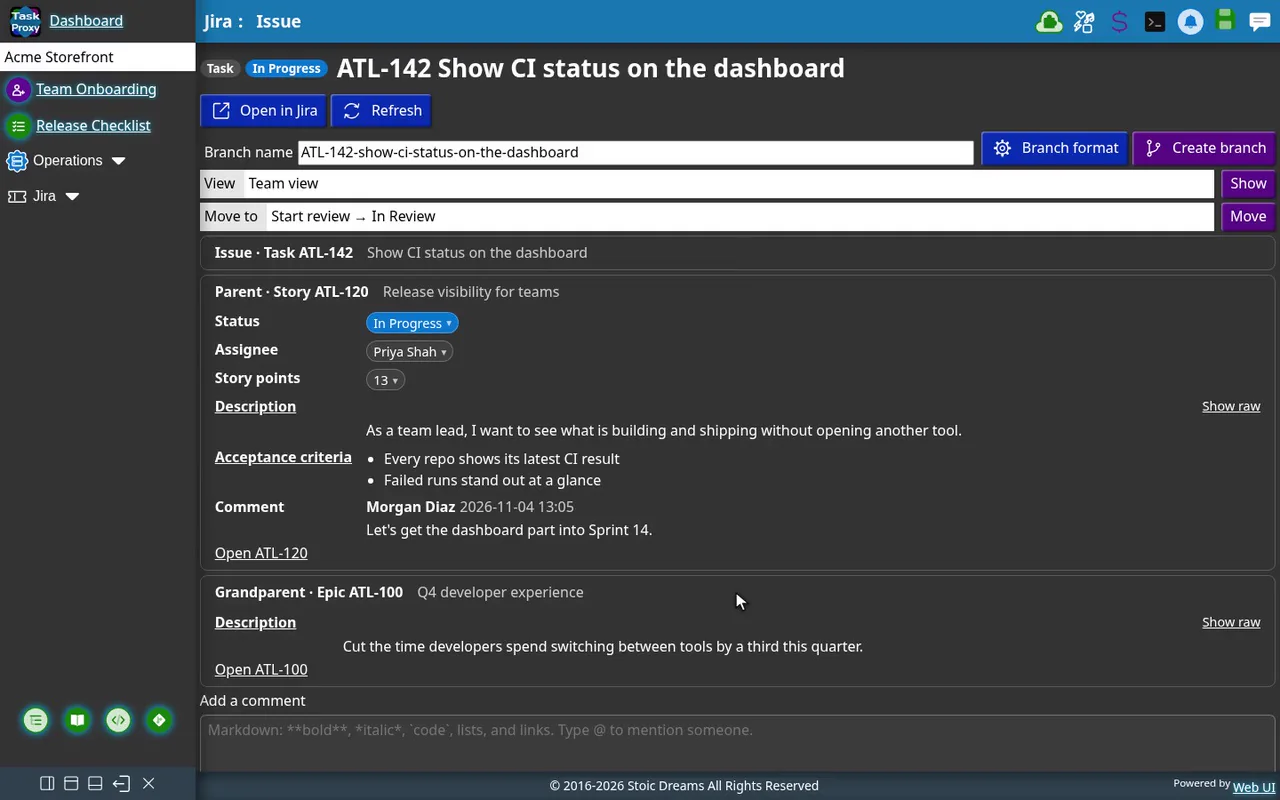 Task Proxy
Dashboard
Jira : Issue
Acme Storefront
Team Onboarding
Release Checklist
Operations
Jira
Task In Progress ATL-142 Show CI status on the dashboard
Open in Jira Refresh
Branch name ATL-142-show-ci-status-on-the-dashboard Branch format Create branch
View Team view Show
Move to Start review → In Review Move
Issue · Task ATL-142 Show CI status on the dashboard
Parent · Story ATL-120 Release visibility for teams
Status In Progress ▾
Assignee Priya Shah ▾
Story points 13 ▾
Description Show raw
As a team lead, I want to see what is building and shipping without opening another tool.
Acceptance criteria • Every repo shows its latest CI result
• Failed runs stand out at a glance
Comment Morgan Diaz 2026-11-04 13:05
Let's get the dashboard part into Sprint 14.
Open ATL-120
Grandparent · Epic ATL-100 Q4 developer experience
Description Show raw
Cut the time developers spend switching between tools by a third this quarter.
Open ATL-100
Add a comment
Markdown: **bold**, *italic*, `code`, lists, and links. Type @ to mention someone.
© 2016-2026 Stoic Dreams All Rights Reserved
Powered by Web UI